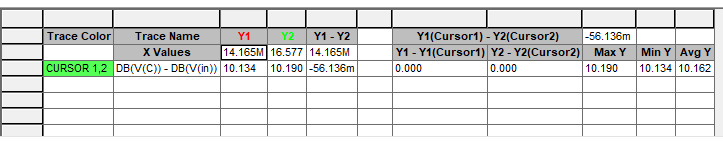 Trace Color Trace Name Y1 Y2 Y1 - Y2 Y1(Cursor1) - Y2(Cursor2) -56.136m
X Values 14.165M 16.577 14.165M Y1 - Y1(Cursor1) Y2 - Y2(Cursor2) Max Y Min Y Avg Y
CURSOR 1,2 DB(V(C)) - DB(V(in)) 10.134 10.190 -56.136m 0.000 0.000 10.190 10.134 10.162